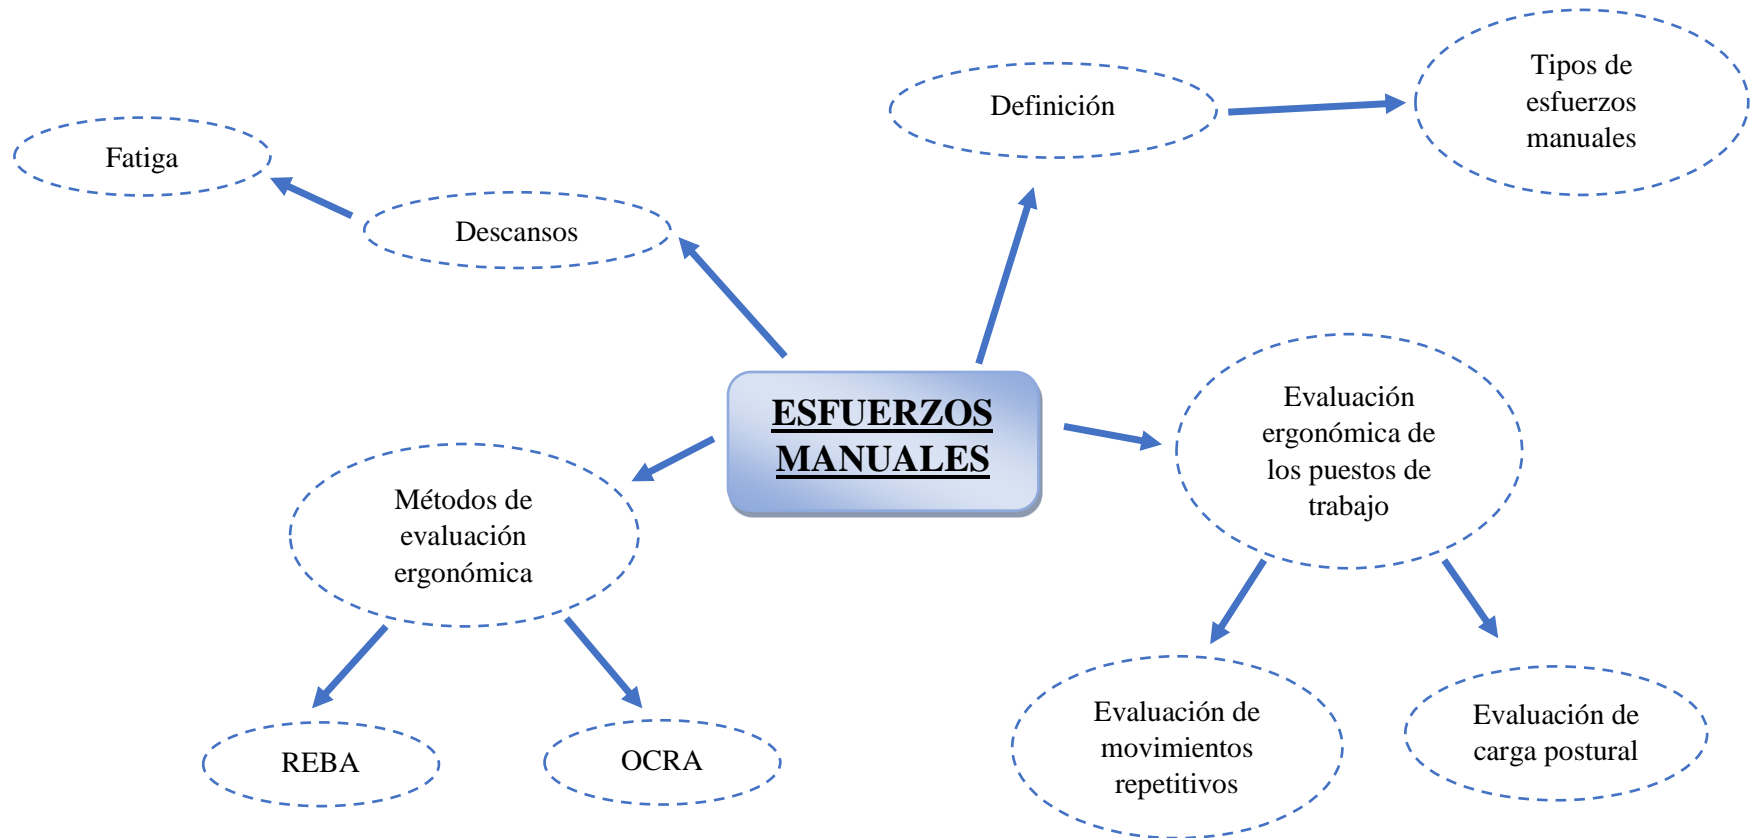 Tipos de
esfuerzos
manuales
Definición
Fatiga
Descansos
ESFUERZOS
MANUALES
Evaluación
ergonómica de
los puestos de
trabajo
Métodos de
evaluación
ergonómica
REBA
OCRA
Evaluación de
movimientos
repetitivos
Evaluación de
carga postural